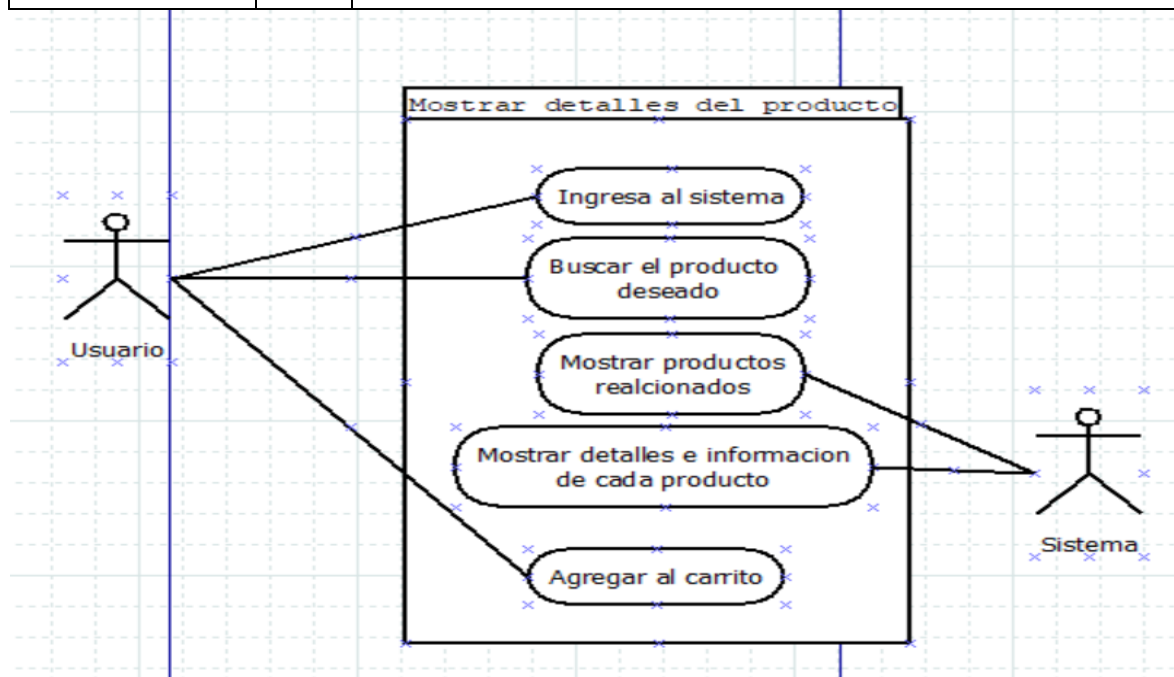 Mostrar detalles del producto
Ingresa al sistema
Buscar el producto
deseado
Usuario
Mostrar productos
realcionados
Mostrar detalles e informacion
de cada producto
Sistema
Agregar al carrito